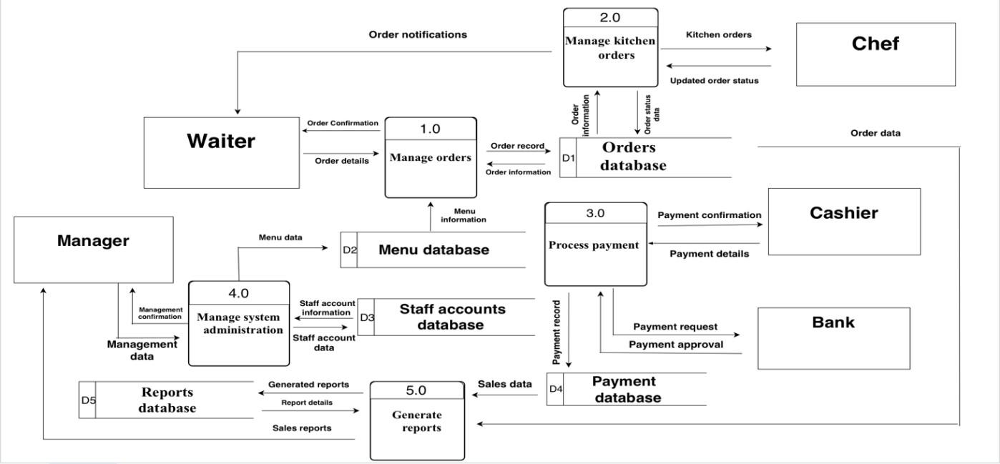 2.0
Manage kitchen
orders
Order notifications
Kitchen orders
Chef
Updated order status
Order
information
Order status
data
Waiter
Order Confirmation
Order details
1.0
Manage orders
Order record
Order information
D1
Orders
database
Order data
Menu
information
3.0
Process payment
Payment confirmation
Payment details
Cashier
Manager
Menu data
D2
Menu database
4.0
Manage system
administration
Management
confirmation
Management
data
Staff account
information
Staff account
data
D3
Staff accounts
database
Payment record
Payment request
Payment approval
Bank
D5
Reports
database
Generated reports
Report details
Sales reports
5.0
Generate
reports
Sales data
D4
Payment
database